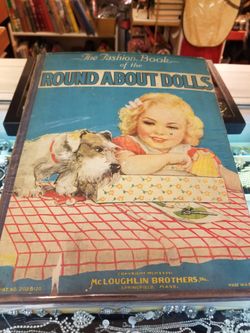 The Fashion Book
of the
ROUND ABOUT DOLLS
McLOUGHLIN BROTHERS, Inc.
SPRINGFIELD, MASS.